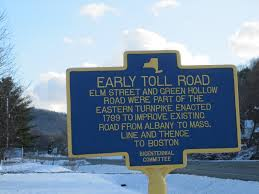 EARLY TOLL ROAD
ELM STREET AND GREEN HOLLOW
ROAD WERE PART OF THE
EASTERN TURNPIKE ENACTED
1799 TO IMPROVE EXISTING
ROAD FROM ALBANY TO MASS.
LINE AND THENCE
TO BOSTON
BICENTENNIAL
COMMITTEE